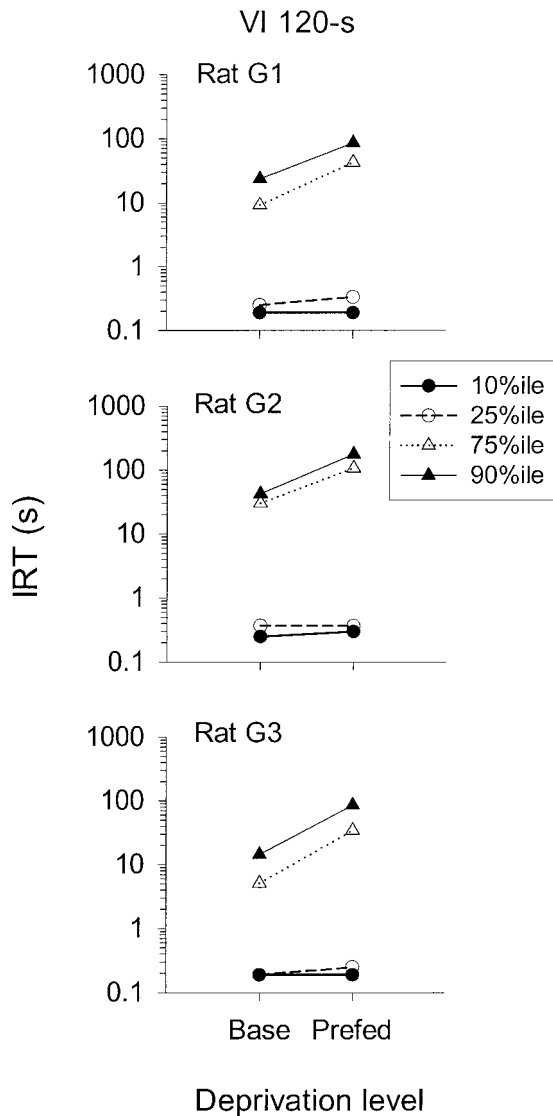 VI 120-s
Rat G1
1000
100
10
1
0.1
10%ile
25%ile
75%ile
90%ile
Rat G2
1000
100
10
1
0.1
IRT (s)
Rat G3
1000
100
10
1
0.1
Base Prefed
Deprivation level